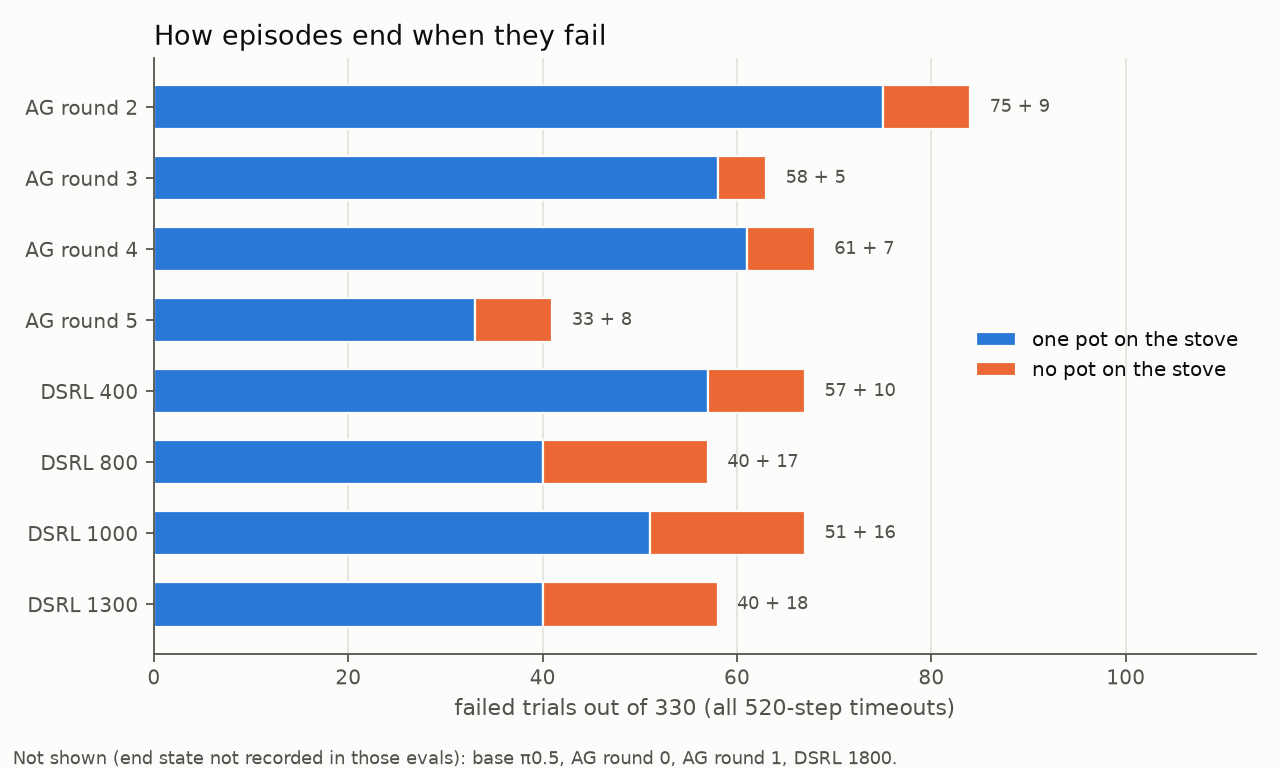 How episodes end when they fail
AG round 2
75 + 9
AG round 3
58 + 5
AG round 4
61 + 7
AG round 5
33 + 8
one pot on the stove
no pot on the stove
DSRL 400
57 + 10
DSRL 800
40 + 17
DSRL 1000
51 + 16
DSRL 1300
40 + 18
0 20 40 60 80 100
failed trials out of 330 (all 520-step timeouts)
Not shown (end state not recorded in those evals): base π0.5, AG round 0, AG round 1, DSRL 1800.